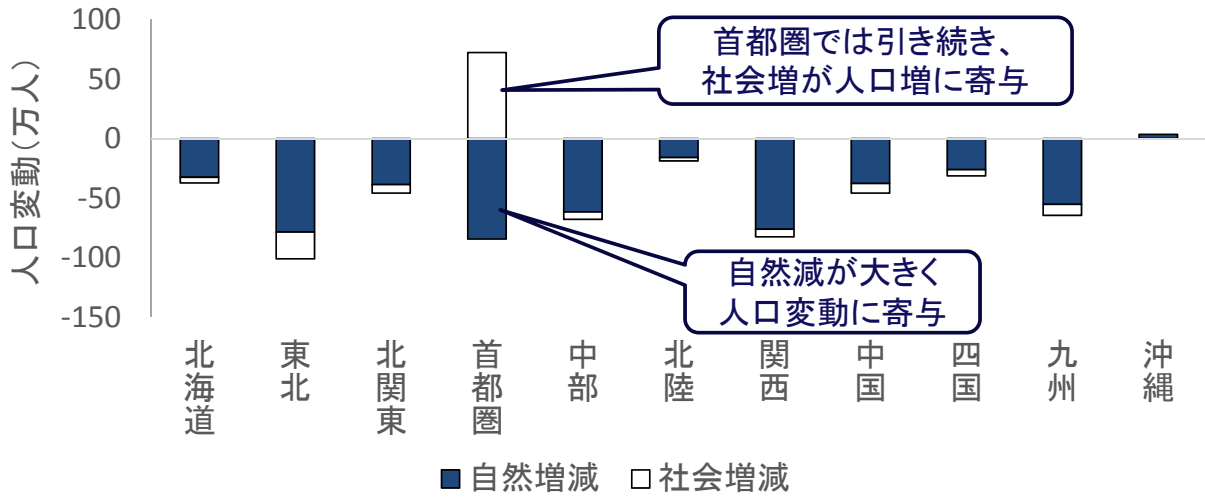 100
50
0
-50
-100
-150
人口変動(万人)
首都圏では引き続き、
社会増が人口増に寄与
自然減が大きく
人口変動に寄与
北海道
東北
北関東
首都圏
中部
北陸
関西
中国
四国
九州
沖縄
自然増減
社会増減